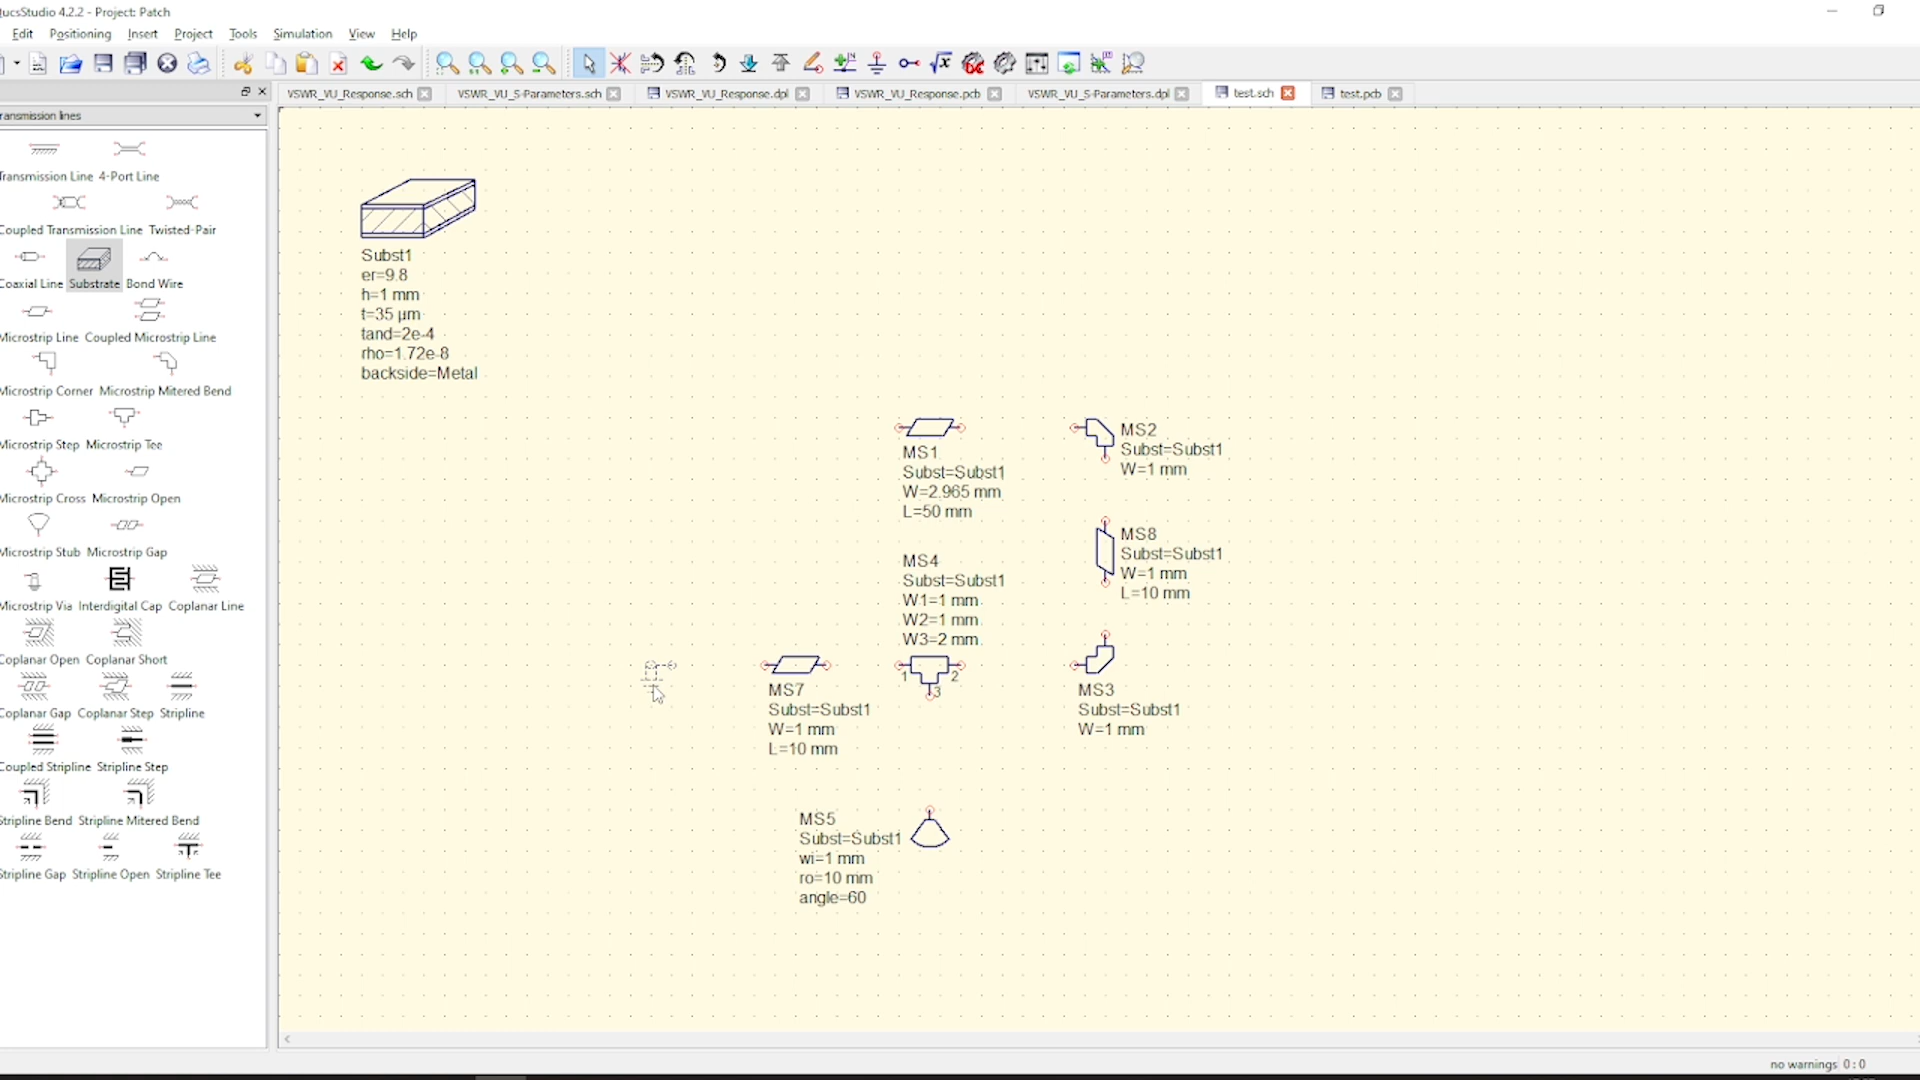 ucsStudio 4.2.2 - Project: Patch
Edit Positioning Insert Project Tools Simulation View Help
VSWR_VU_Response.sch VSWR_VU_S-Parameters.sch VSWR_VU_Response.dpl VSWR_VU_Response.pcb VSWR_VU_S-Parameters.dpl test.sch test.pcb
ransmission lines
Transmission Line 4-Port Line
Coupled Transmission Line Twisted-Pair
Coaxial Line Substrate Bond Wire
Microstrip Line Coupled Microstrip Line
Microstrip Corner Microstrip Mitered Bend
Microstrip Step Microstrip Tee
Microstrip Cross Microstrip Open
Microstrip Stub Microstrip Gap
Microstrip Via Interdigital Cap Coplanar Line
Coplanar Open Coplanar Short
Coplanar Gap Coplanar Step Stripline
Coupled Stripline Stripline Step
Stripline Bend Stripline Mitered Bend
Stripline Gap Stripline Open Stripline Tee
Subst1
er=9.8
h=1 mm
t=35 µm
tand=2e-4
rho=1.72e-8
backside=Metal
MS1
Subst=Subst1
W=2.965 mm
L=50 mm
MS2
Subst=Subst1
W=1 mm
MS8
Subst=Subst1
W=1 mm
L=10 mm
MS4
Subst=Subst1
W1=1 mm
W2=1 mm
W3=2 mm
1 2
3
MS7
Subst=Subst1
W=1 mm
L=10 mm
MS3
Subst=Subst1
W=1 mm
MS5
Subst=Subst1
wi=1 mm
ro=10 mm
angle=60
no warnings 0 : 0